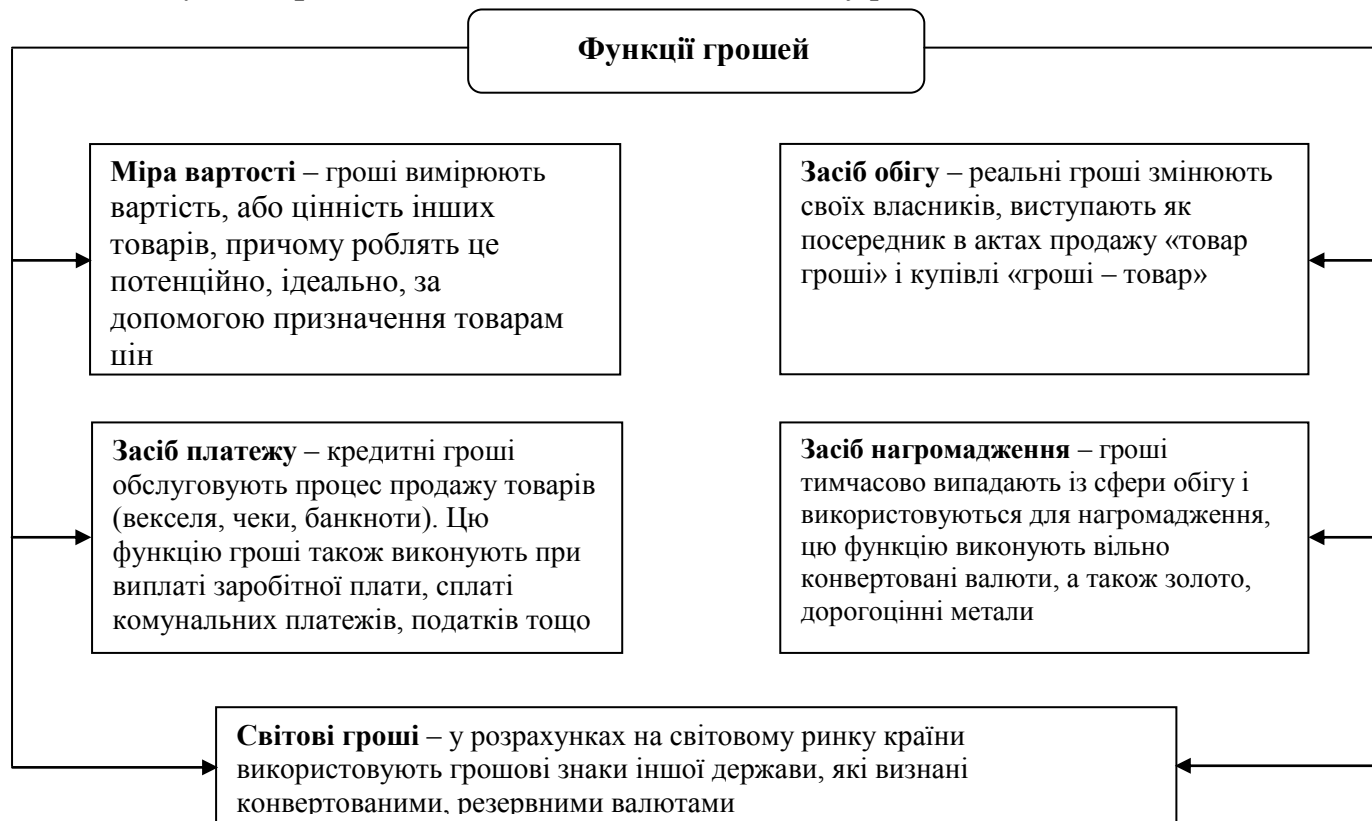 Функції грошей
Міра вартості – гроші вимірюють
вартість, або цінність інших
товарів, причому роблять це
потенційно, ідеально, за
допомогою призначення товарам
цін
Засіб обігу – реальні гроші змінюють
своїх власників, виступають як
посередник в актах продажу «товар
гроші» і купівлі «гроші – товар»
Засіб платежу – кредитні гроші
обслуговують процес продажу товарів
(векселя, чеки, банкноти). Цю
функцію гроші також виконують при
виплаті заробітної плати, сплаті
комунальних платежів, податків тощо
Засіб нагромадження – гроші
тимчасово випадають із сфери обігу і
використовуються для нагромадження,
цю функцію виконують вільно
конвертовані валюти, а також золото,
дорогоцінні метали
Світові гроші – у розрахунках на світовому ринку країни
використовують грошові знаки іншої держави, які визнані
конвертованими, резервними валютами